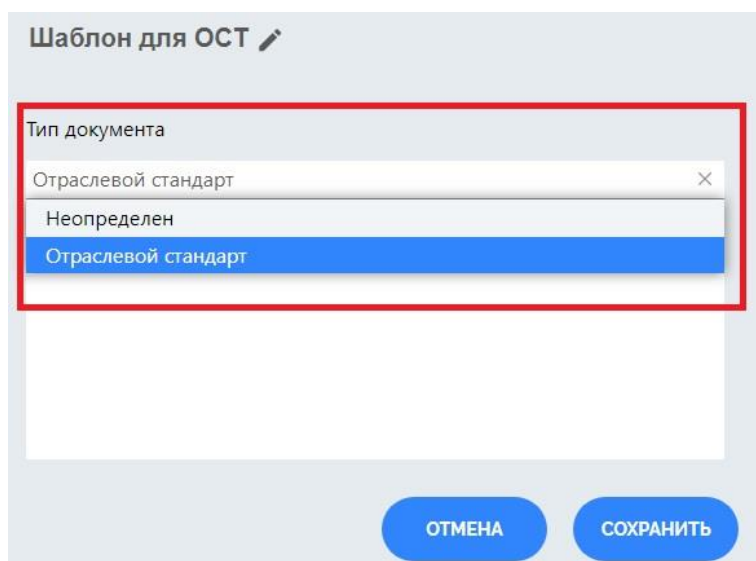 Шаблон для ОСТ
Тип документа
Отраслевой стандарт
Неопределен
Отраслевой стандарт
ОТМЕНА СОХРАНИТЬ